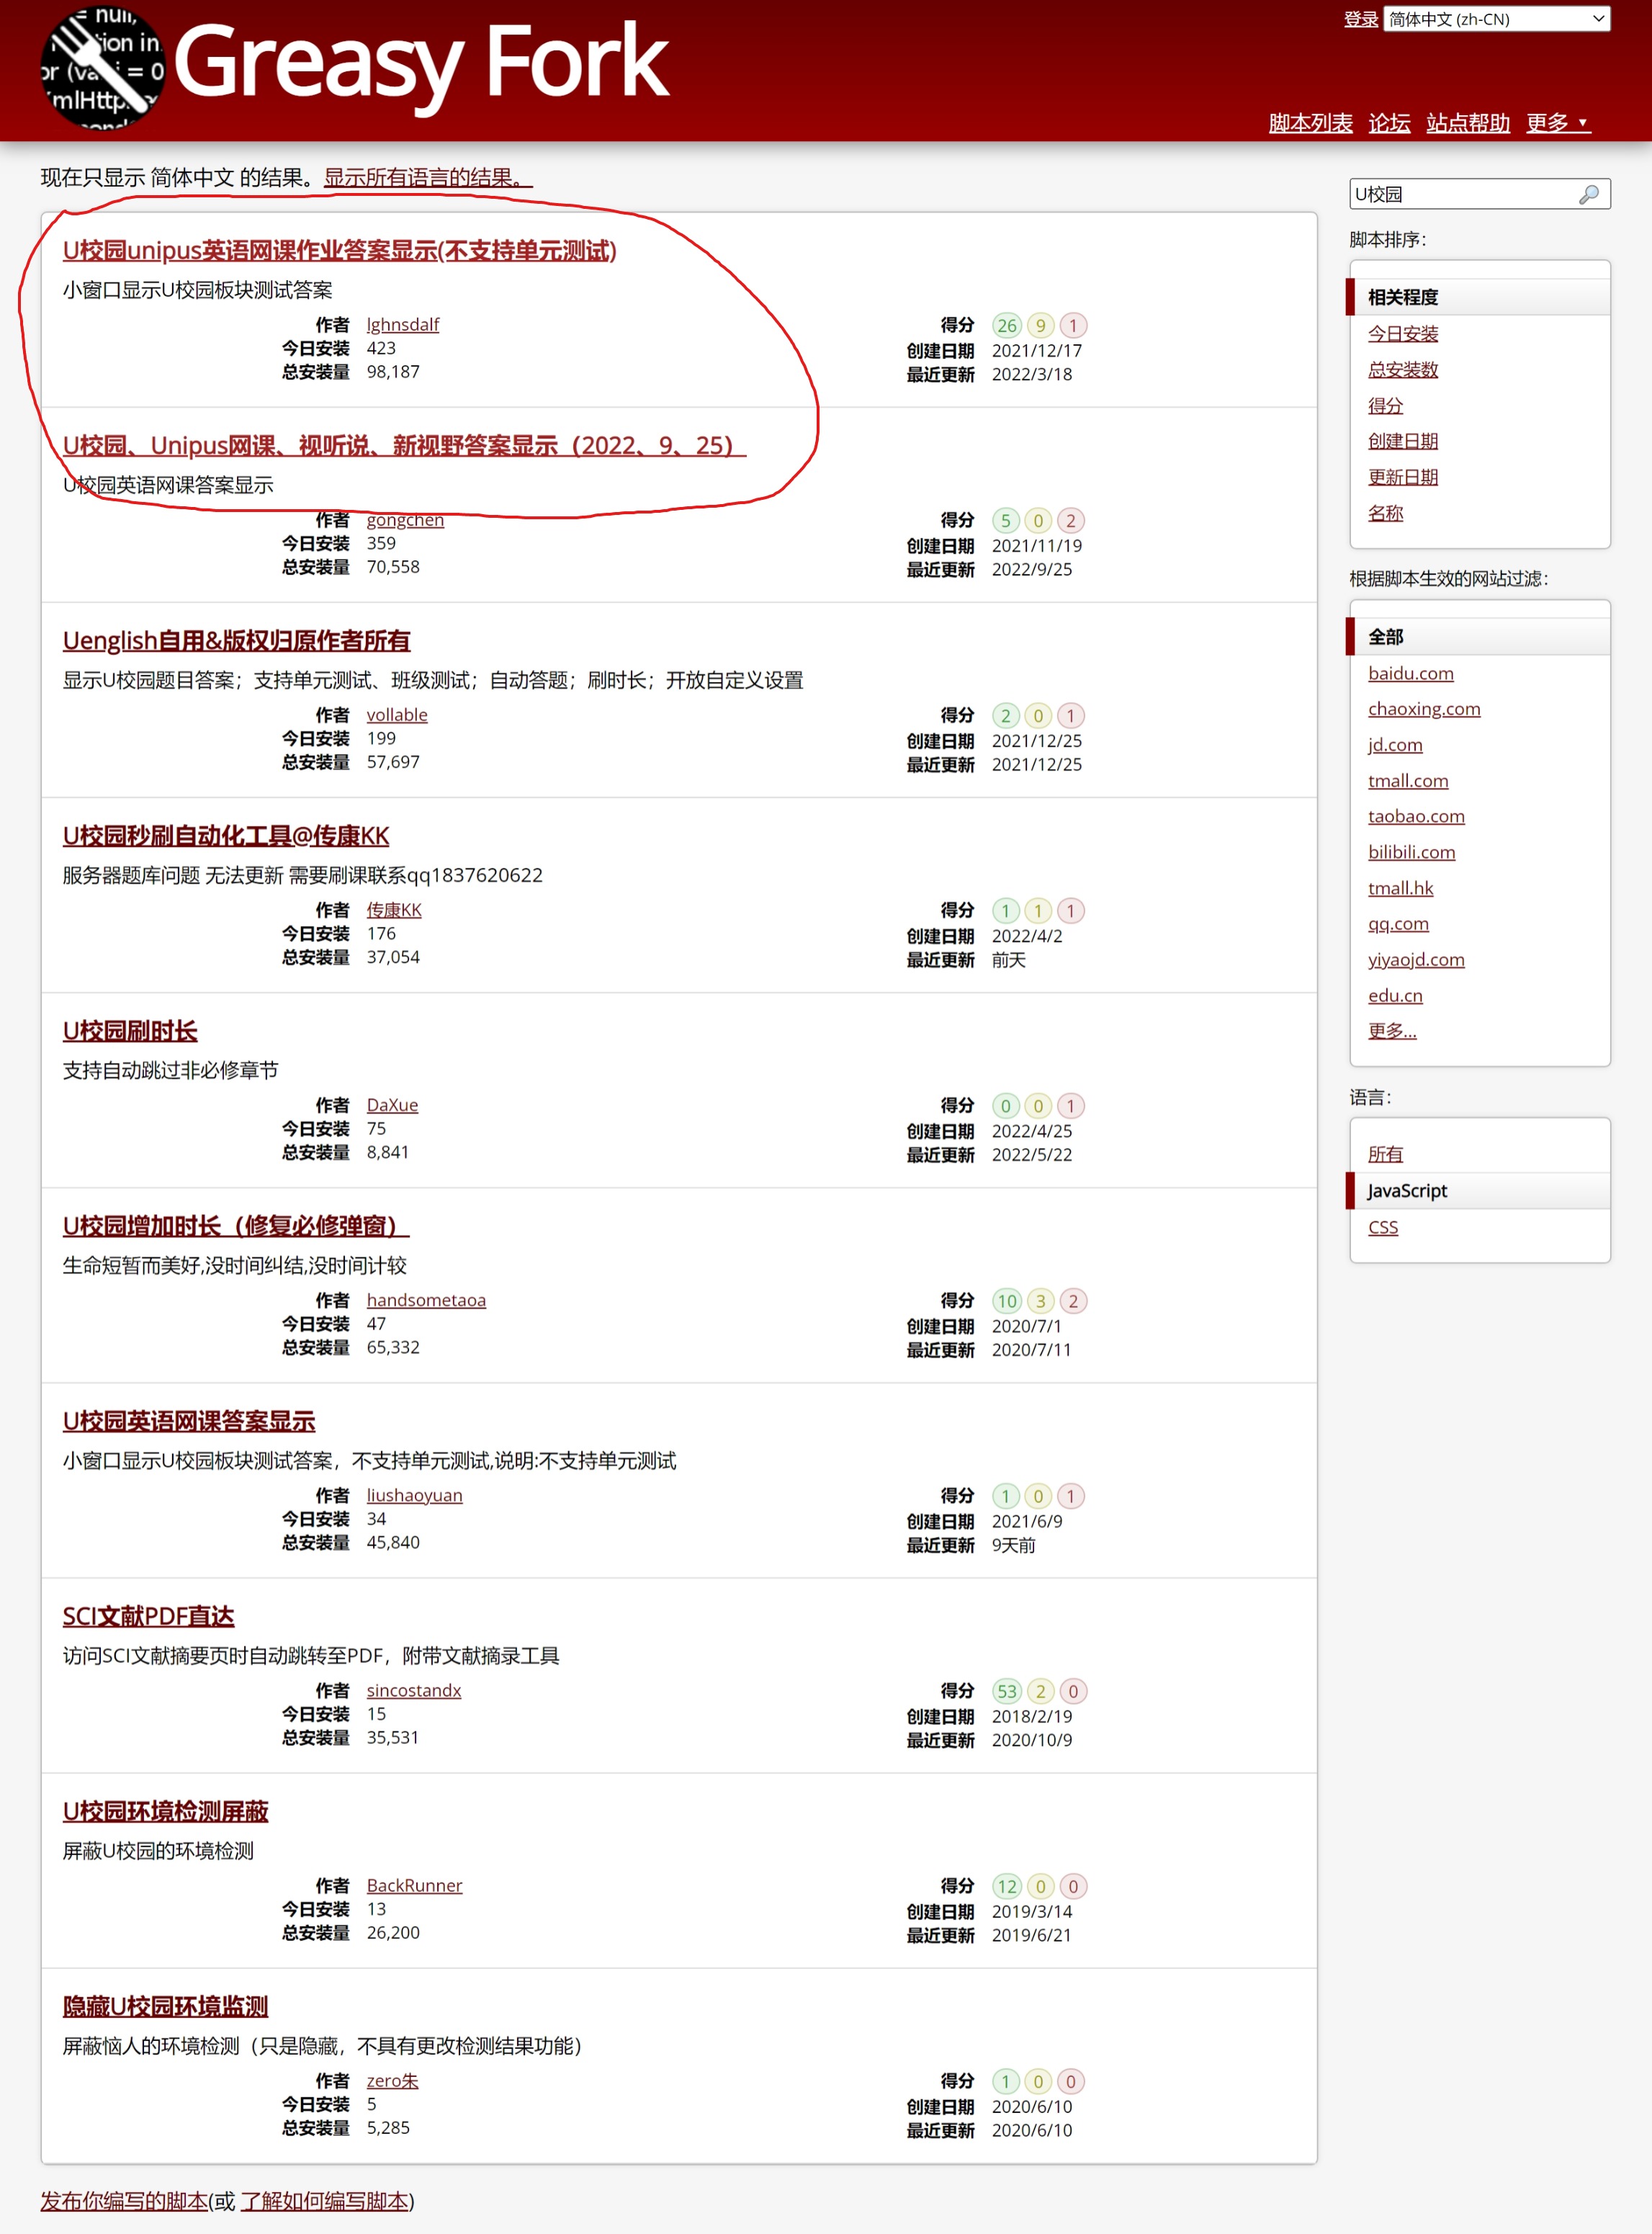 = null,
tion in
or (va i = 0
mlHttp
Greasy Fork
登录 简体中文 (zh-CN)
脚本列表 论坛 站点帮助 更多 ▼
现在只显示 简体中文 的结果。显示所有语言的结果。
U校园unipus英语网课作业答案显示(不支持单元测试)
小窗口显示U校园板块测试答案
作者 lghnsdalf
今日安装 423
总安装量 98,187
得分 26 9 1
创建日期 2021/12/17
最近更新 2022/3/18
U校园、Unipus网课、视听说、新视野答案显示（2022、9、25）
U校园英语网课答案显示
作者 gongchen
今日安装 359
总安装量 70,558
得分 5 0 2
创建日期 2021/11/19
最近更新 2022/9/25
Uenglish自用&版权归原作者所有
显示U校园题目答案；支持单元测试、班级测试；自动答题；刷时长；开放自定义设置
作者 vollable
今日安装 199
总安装量 57,697
得分 2 0 1
创建日期 2021/12/25
最近更新 2021/12/25
U校园秒刷自动化工具@传康KK
服务器题库问题 无法更新 需要刷课联系qq1837620622
作者 传康KK
今日安装 176
总安装量 37,054
得分 1 1 1
创建日期 2022/4/2
最近更新 前天
U校园刷时长
支持自动跳过非必修章节
作者 DaXue
今日安装 75
总安装量 8,841
得分 0 0 1
创建日期 2022/4/25
最近更新 2022/5/22
U校园增加时长（修复必修弹窗）
生命短暂而美好,没时间纠结,没时间计较
作者 handsometaoa
今日安装 47
总安装量 65,332
得分 10 3 2
创建日期 2020/7/1
最近更新 2020/7/11
U校园英语网课答案显示
小窗口显示U校园板块测试答案，不支持单元测试,说明:不支持单元测试
作者 liushaoyuan
今日安装 34
总安装量 45,840
得分 1 0 1
创建日期 2021/6/9
最近更新 9天前
SCI文献PDF直达
访问SCI文献摘要页时自动跳转至PDF，附带文献摘录工具
作者 sincostandx
今日安装 15
总安装量 35,531
得分 53 2 0
创建日期 2018/2/19
最近更新 2020/10/9
U校园环境检测屏蔽
屏蔽U校园的环境检测
作者 BackRunner
今日安装 13
总安装量 26,200
得分 12 0 0
创建日期 2019/3/14
最近更新 2019/6/21
隐藏U校园环境监测
屏蔽恼人的环境检测（只是隐藏，不具有更改检测结果功能）
作者 zero朱
今日安装 5
总安装量 5,285
得分 1 0 0
创建日期 2020/6/10
最近更新 2020/6/10
发布你编写的脚本(或 了解如何编写脚本)
U校园
脚本排序：
相关程度
今日安装
总安装数
得分
创建日期
更新日期
名称
根据脚本生效的网站过滤：
全部
baidu.com
chaoxing.com
jd.com
tmall.com
taobao.com
bilibili.com
tmall.hk
qq.com
yiyaojd.com
edu.cn
更多...
语言：
所有
JavaScript
CSS